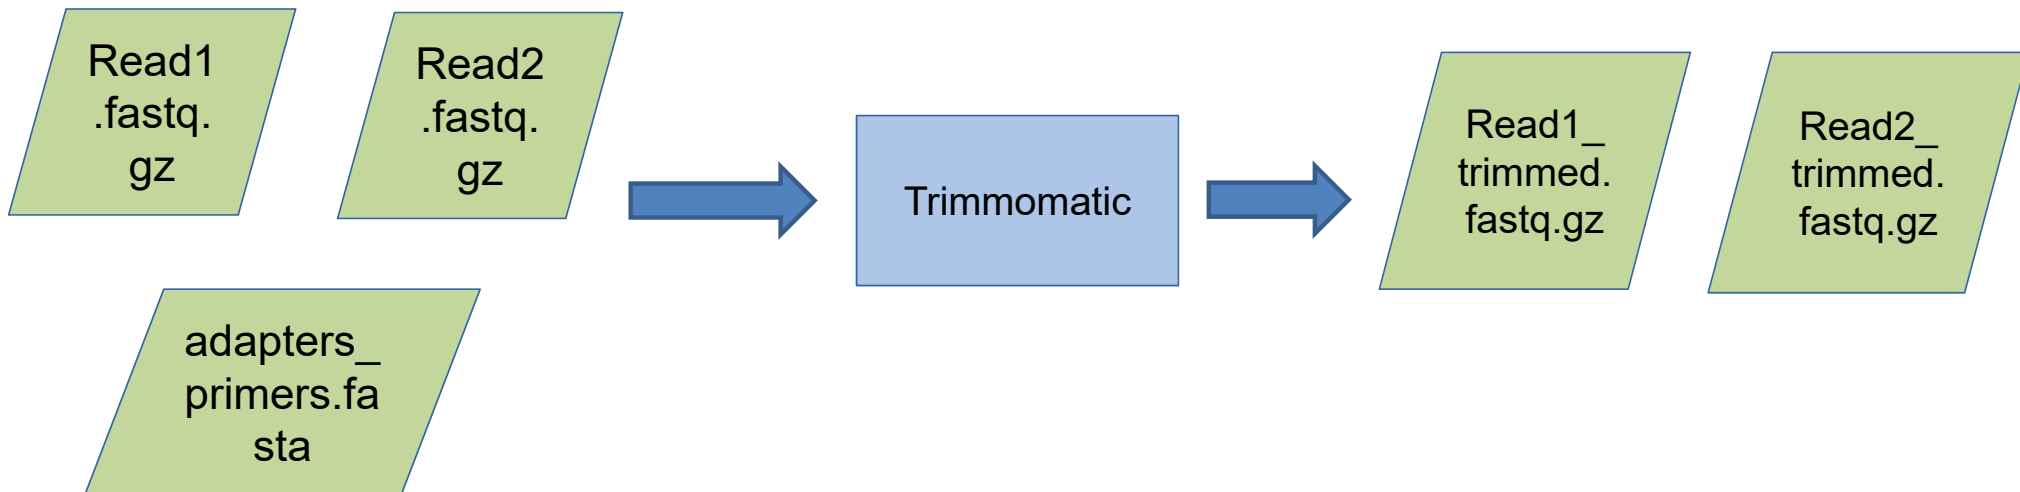 Read1
.fastq.
gz
Read2
.fastq.
gz
adapters_
primers.fa
sta
Trimmomatic
Read1_
trimmed.
fastq.gz
Read2_
trimmed.
fastq.gz